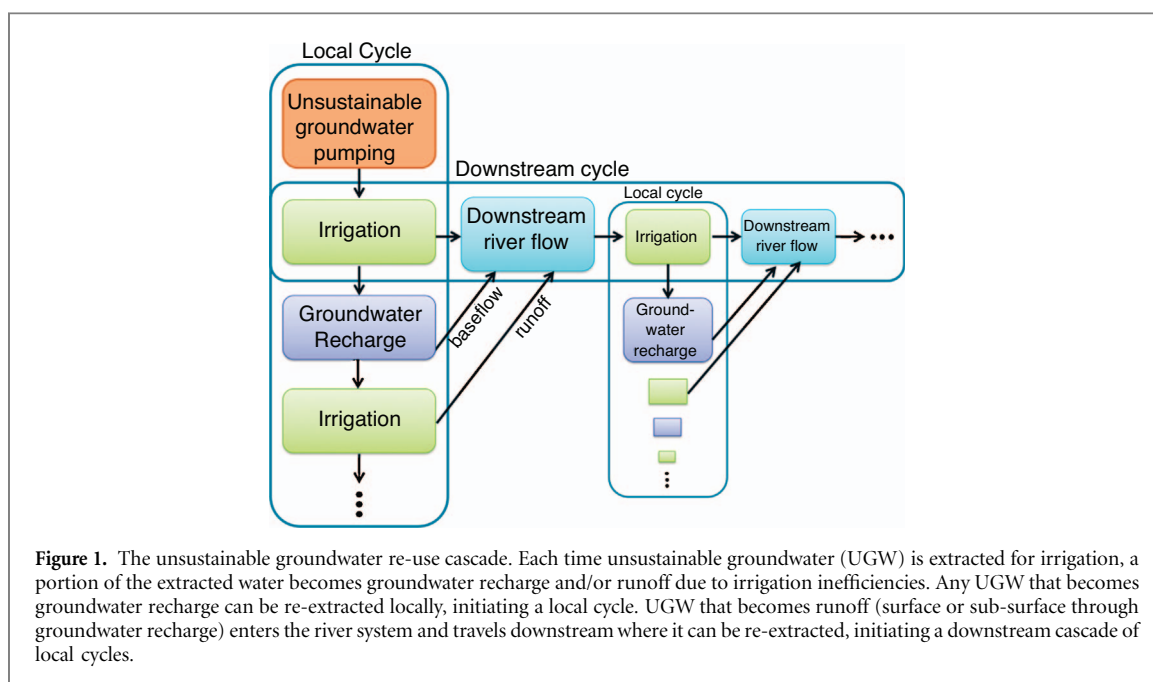 Local Cycle
Unsustainable
groundwater
pumping
Downstream cycle
Local cycle
Irrigation
Downstream
river flow
Irrigation
Downstream
river flow
Groundwater
Recharge
baseflow
runoff
Ground-
water
recharge
Irrigation
Figure 1. The unsustainable groundwater re-use cascade. Each time unsustainable groundwater (UGW) is extracted for irrigation, a
portion of the extracted water becomes groundwater recharge and/or runoff due to irrigation inefficiencies. Any UGW that becomes
groundwater recharge can be re-extracted locally, initiating a local cycle. UGW that becomes runoff (surface or sub-surface through
groundwater recharge) enters the river system and travels downstream where it can be re-extracted, initiating a downstream cascade of
local cycles.